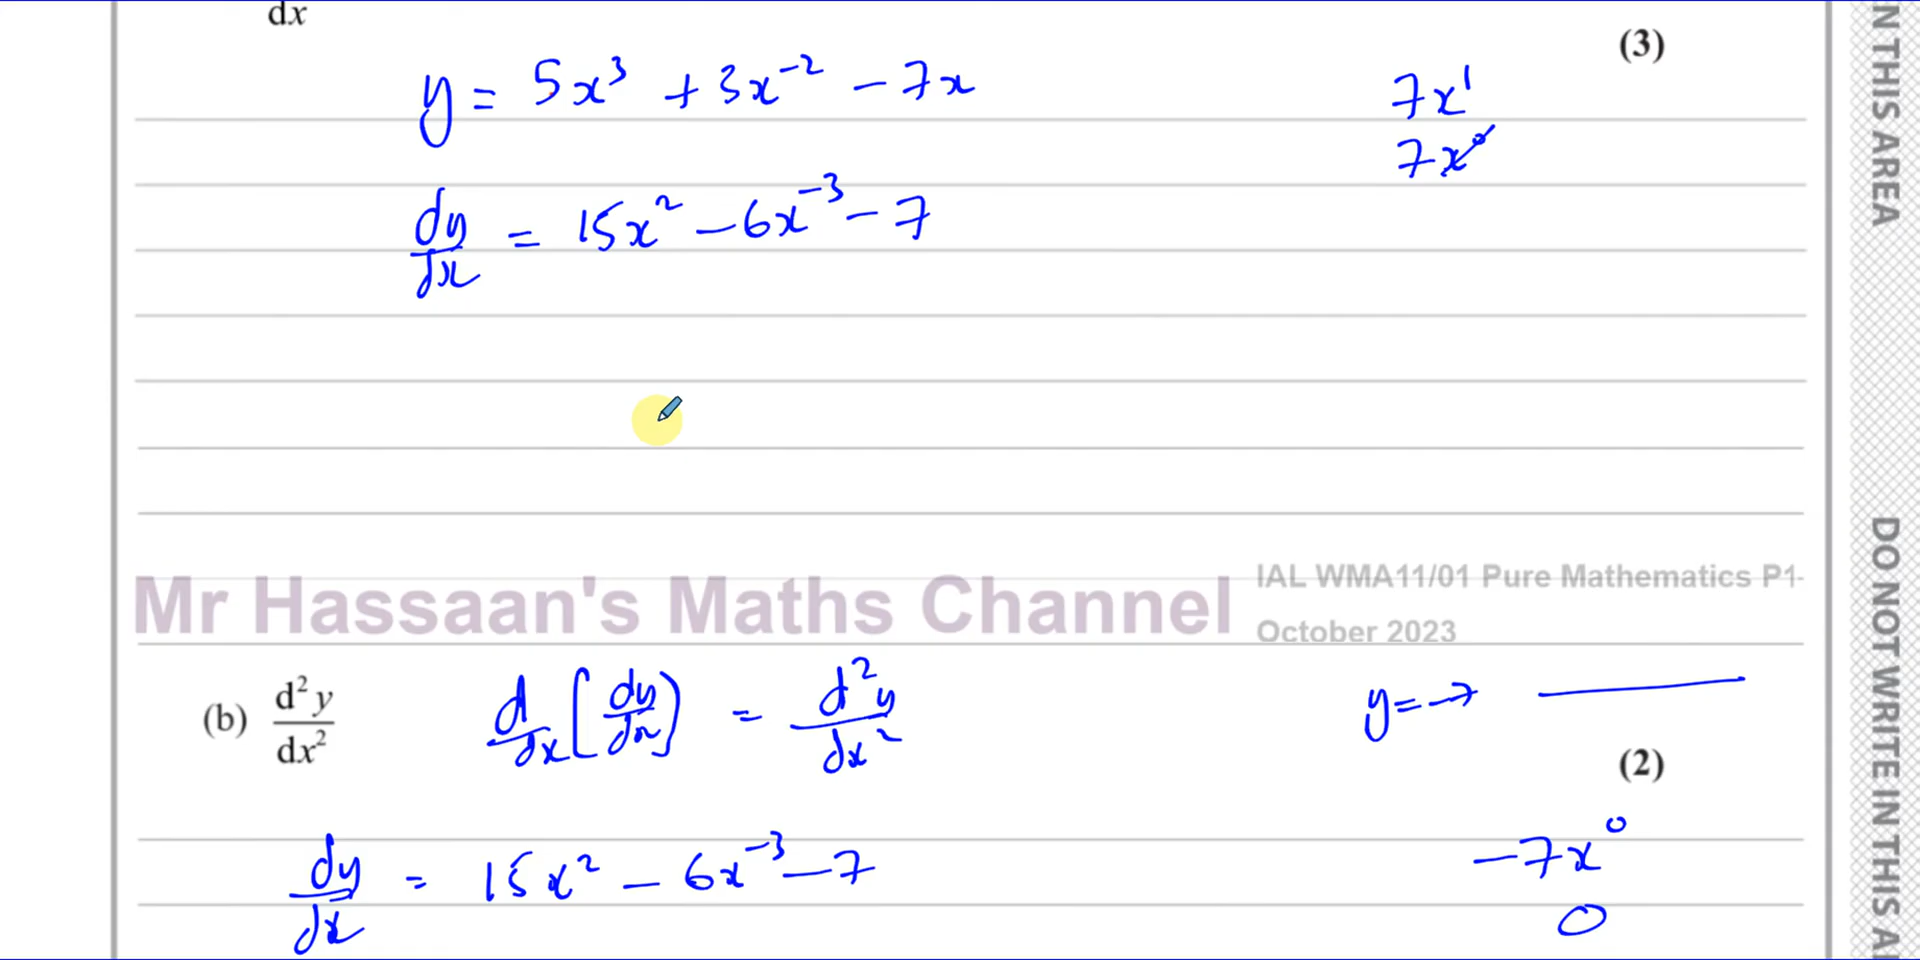 dx
(3)
y = 5x³ + 3x⁻² − 7x
7x¹
7x⁰
dy/dx = 15x² − 6x⁻³ − 7
Mr Hassaan's Maths Channel
IAL WMA11/01 Pure Mathematics P1-
October 2023
(b) d²y/dx²
d/dx [dy/dx] = d²y/dx²
y = →
(2)
dy/dx = 15x² − 6x⁻³ − 7
−7x⁰
0
N THIS AREA
DO NOT WRITE IN THIS A